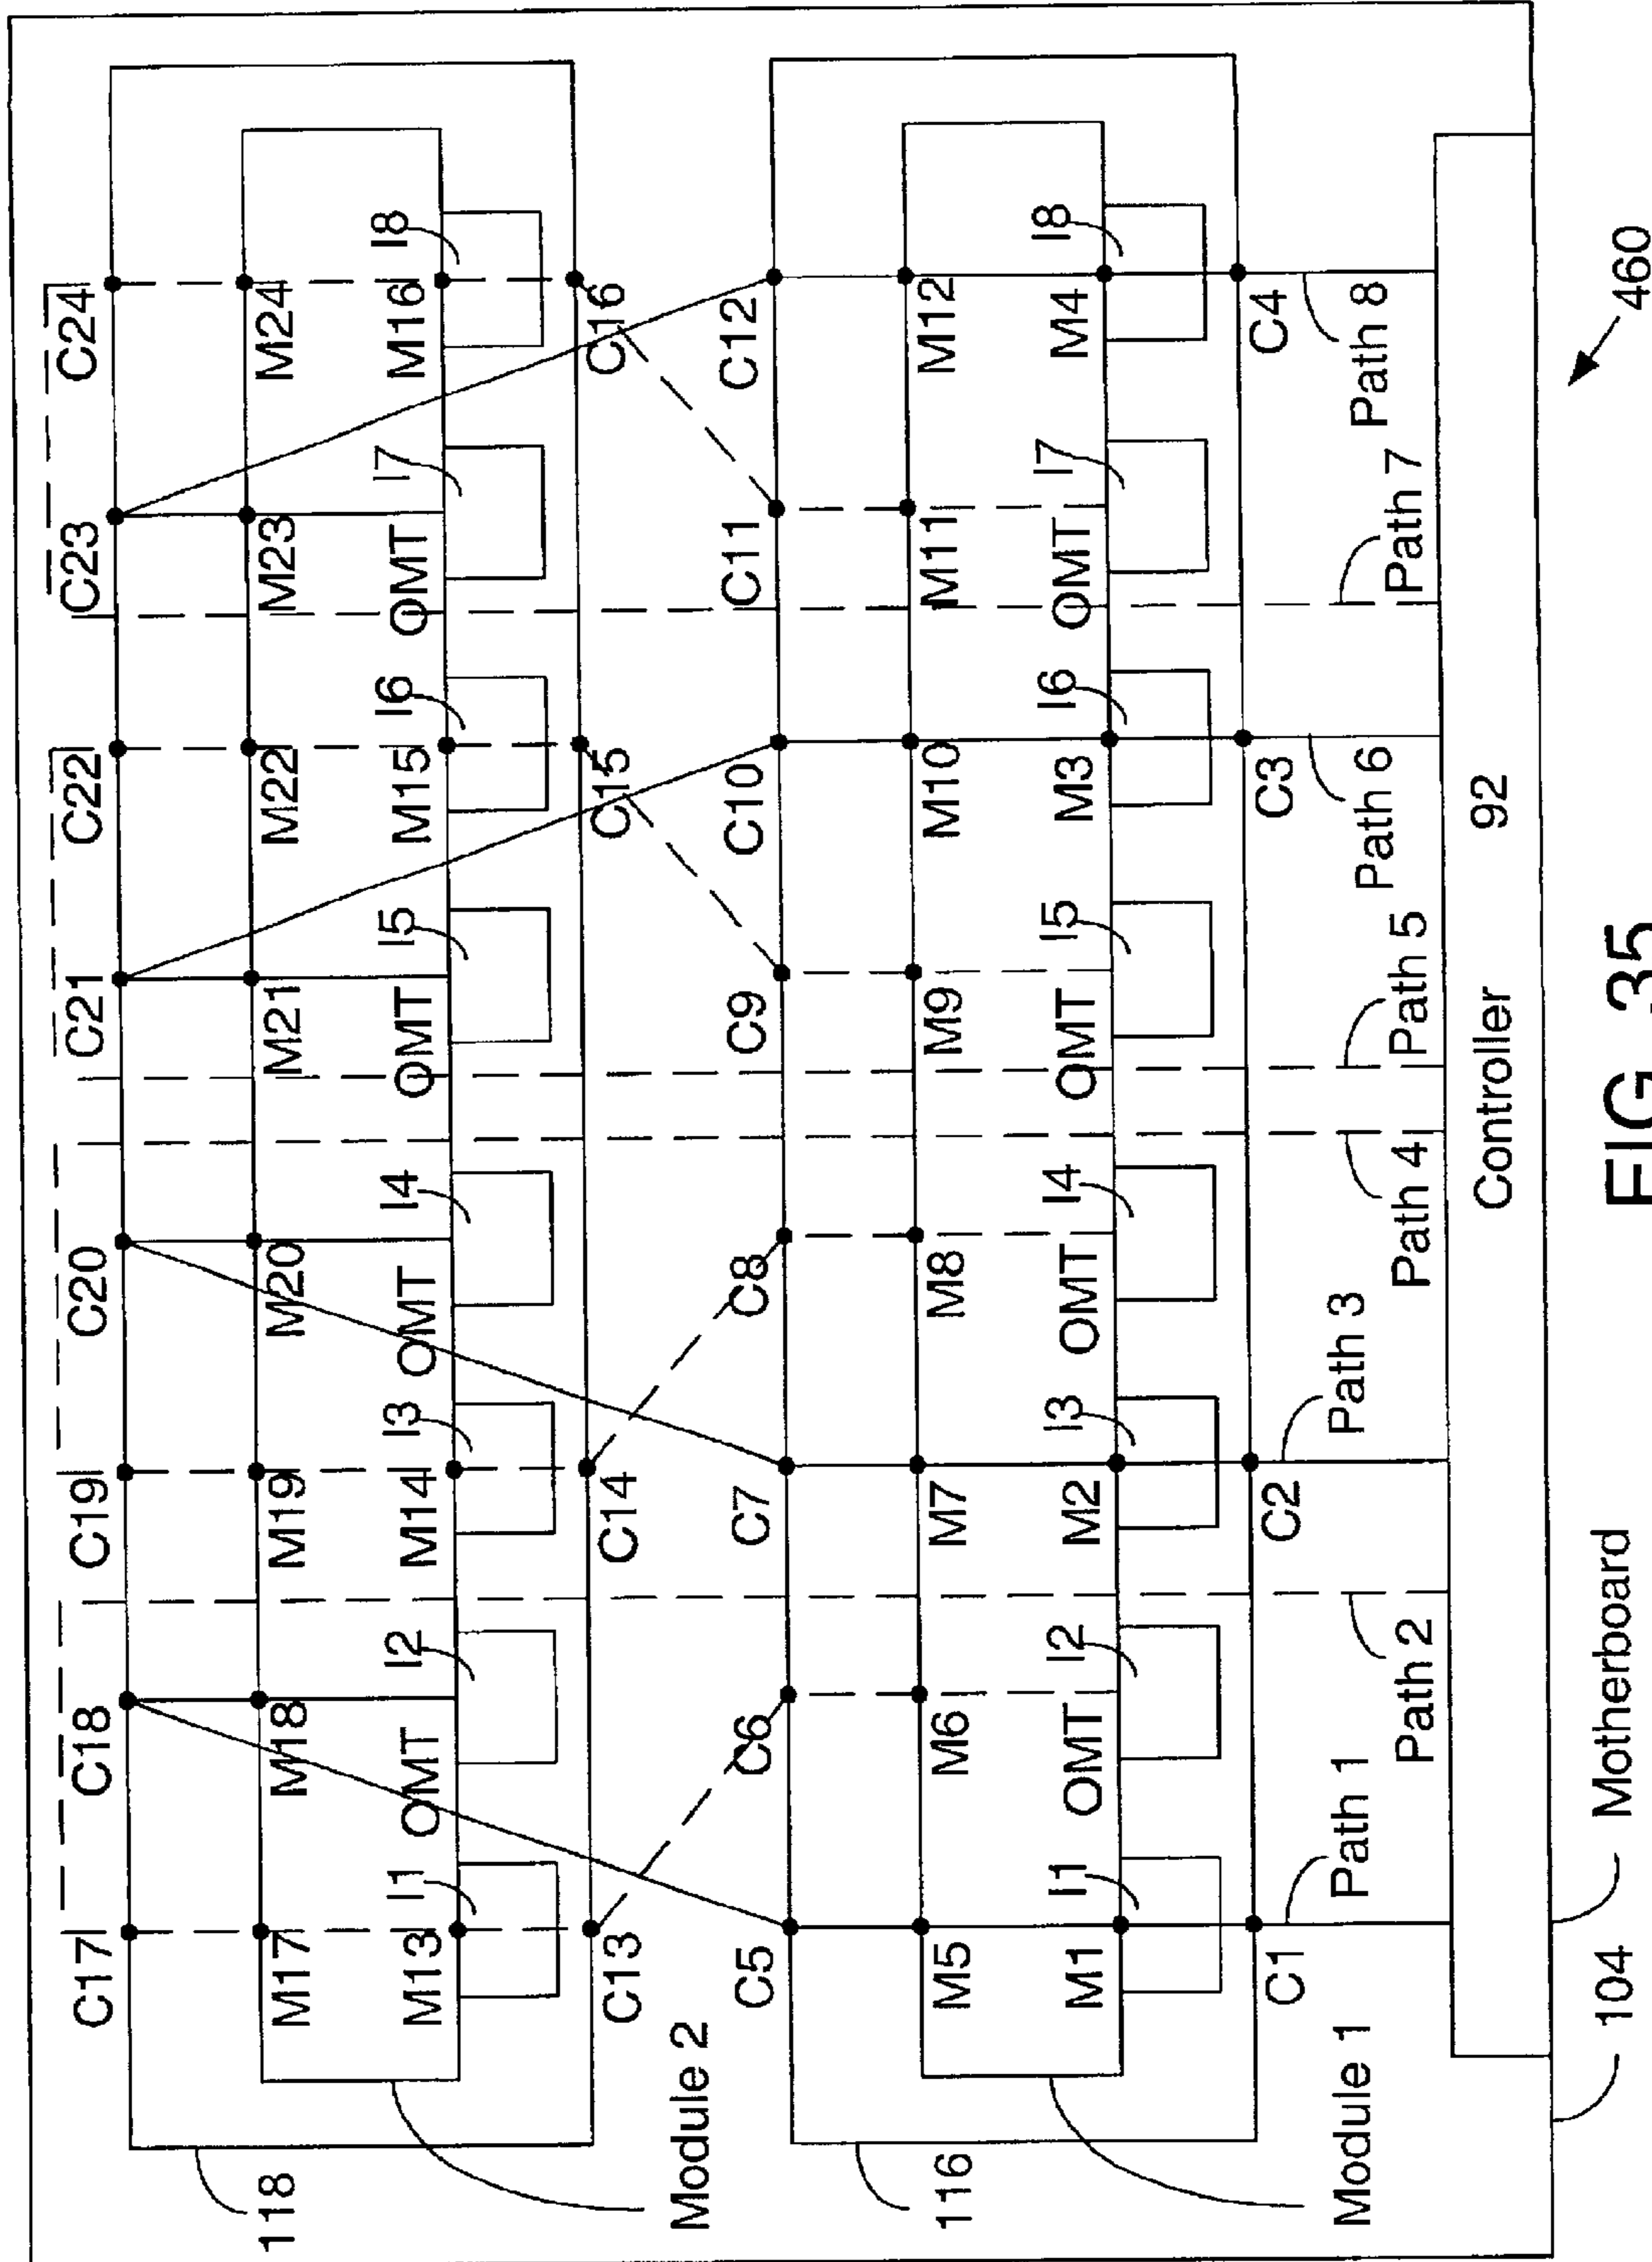 C17 C18 C19 C20 C21 C22 C23 C24
118
M17 M18 M19 M20 M21 M22 M23 M24
I1 I2 I3 I4 I5 I6 I7 I8
M13 OMT M14 OMT OMT M15 OMT M16
C13 C14 C15 C16
Module 2
C5 C6 C7 C8 C9 C10 C11 C12
116
M5 M6 M7 M8 M9 M10 M11 M12
I1 I2 I3 I4 I5 I6 I7 I8
M1 OMT M2 OMT OMT M3 OMT M4
C1 C2 C3 C4
Module 1
Path 1 Path 2 Path 3 Path 4 Path 5 Path 6 Path 7 Path 8
Controller 92
104 Motherboard
460
FIG. 35